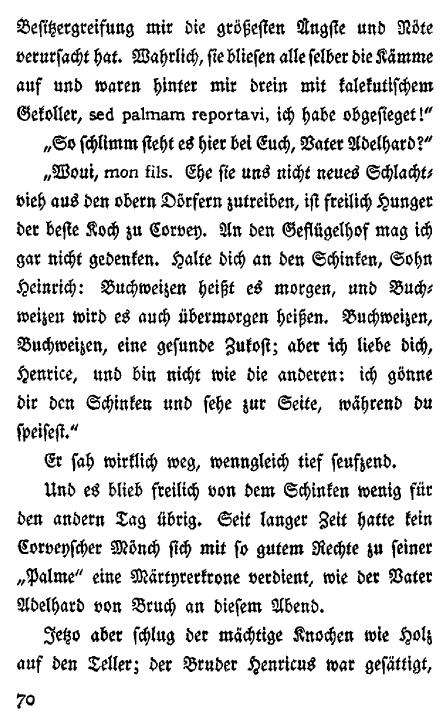 Besitzergreifung mir die größesten Ängste und Nöte
verursacht hat. Wahrlich, sie bliesen alle selber die Kämme
auf und waren hinter mir drein mit kalekutischem
Gekoller, sed palmam reportavi, ich habe obgesieget!"
„So schlimm steht es hier bei Euch, Vater Adelhard?"
„Woui, mon fils. Ehe sie uns nicht neues Schlacht-
vieh aus den obern Dörfern zutreiben, ist freilich Hunger
der beste Koch zu Corvey. An den Geflügelhof mag ich
gar nicht gedenken. Halte dich an den Schinken, Sohn
Heinrich: Buchweizen heißt es morgen, und Buch-
weizen wird es auch übermorgen heißen. Buchweizen,
Buchweizen, eine gesunde Zukost; aber ich liebe dich,
Henrice, und bin nicht wie die anderen: ich gönne
dir den Schinken und sehe zur Seite, während du
speisest."
Er sah wirklich weg, wenngleich tief seufzend.
Und es blieb freilich von dem Schinken wenig für
den andern Tag übrig. Seit langer Zeit hatte kein
Corveyscher Mönch sich mit so gutem Rechte zu seiner
„Palme" eine Märtyrerkrone verdient, wie der Vater
Adelhard von Bruch an diesem Abend.
Jetzo aber schlug der mächtige Knochen wie Holz
auf den Teller; der Bruder Henricus war gesättigt,
70